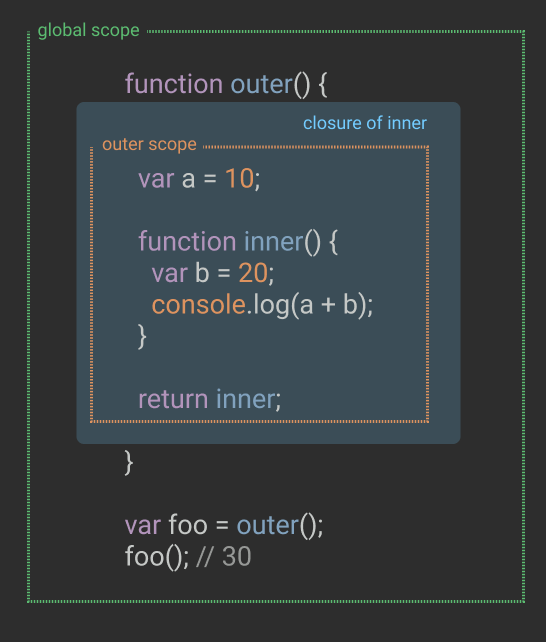 global scope
function outer() {
closure of inner
outer scope
var a = 10;
function inner() {
var b = 20;
console.log(a + b);
}
return inner;
}
var foo = outer();
foo(); // 30